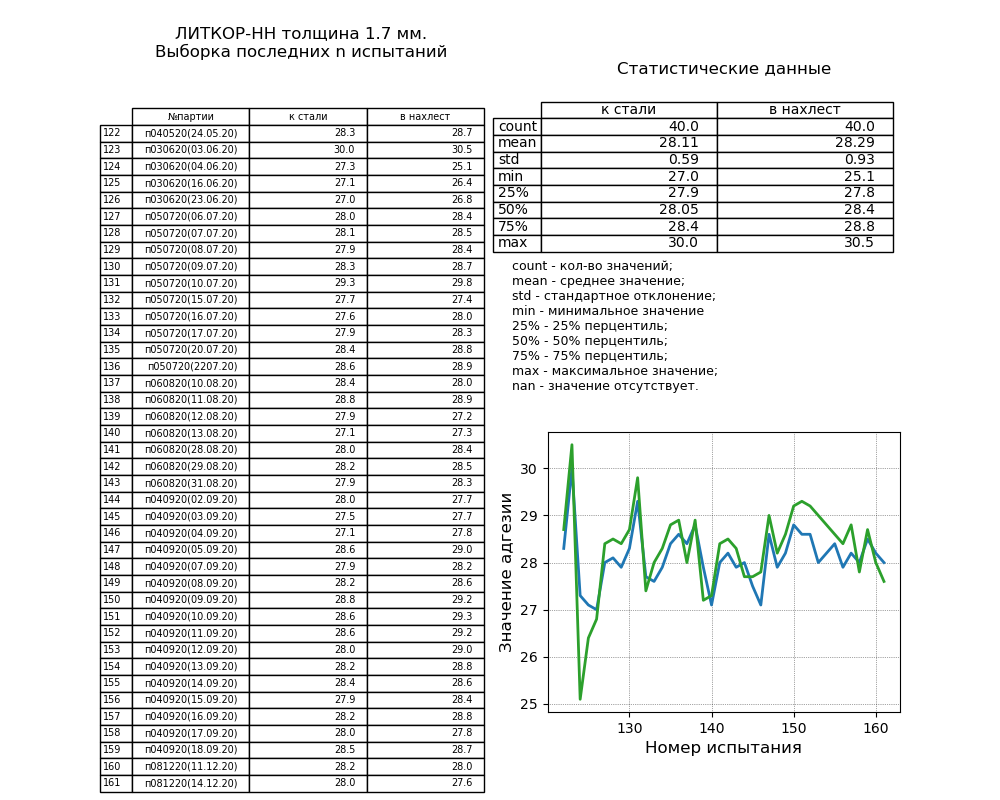 ЛИТКОР-НН толщина 1.7 мм.
Выборка последних n испытаний
№партии к стали в нахлест
122 п040520(24.05.20) 28.3 28.7
123 п030620(03.06.20) 30.0 30.5
124 п030620(04.06.20) 27.3 25.1
125 п030620(16.06.20) 27.1 26.4
126 п030620(23.06.20) 27.0 26.8
127 п050720(06.07.20) 28.0 28.4
128 п050720(07.07.20) 28.1 28.5
129 п050720(08.07.20) 27.9 28.4
130 п050720(09.07.20) 28.3 28.7
131 п050720(10.07.20) 29.3 29.8
132 п050720(15.07.20) 27.7 27.4
133 п050720(16.07.20) 27.6 28.0
134 п050720(17.07.20) 27.9 28.3
135 п050720(20.07.20) 28.4 28.8
136 п050720(2207.20) 28.6 28.9
137 п060820(10.08.20) 28.4 28.0
138 п060820(11.08.20) 28.8 28.9
139 п060820(12.08.20) 27.9 27.2
140 п060820(13.08.20) 27.1 27.3
141 п060820(28.08.20) 28.0 28.4
142 п060820(29.08.20) 28.2 28.5
143 п060820(31.08.20) 27.9 28.3
144 п040920(02.09.20) 28.0 27.7
145 п040920(03.09.20) 27.5 27.7
146 п040920(04.09.20) 27.1 27.8
147 п040920(05.09.20) 28.6 29.0
148 п040920(07.09.20) 27.9 28.2
149 п040920(08.09.20) 28.2 28.6
150 п040920(09.09.20) 28.8 29.2
151 п040920(10.09.20) 28.6 29.3
152 п040920(11.09.20) 28.6 29.2
153 п040920(12.09.20) 28.0 29.0
154 п040920(13.09.20) 28.2 28.8
155 п040920(14.09.20) 28.4 28.6
156 п040920(15.09.20) 27.9 28.4
157 п040920(16.09.20) 28.2 28.8
158 п040920(17.09.20) 28.0 27.8
159 п040920(18.09.20) 28.5 28.7
160 п081220(11.12.20) 28.2 28.0
161 п081220(14.12.20) 28.0 27.6
Статистические данные
к стали в нахлест
count 40.0 40.0
mean 28.11 28.29
std 0.59 0.93
min 27.0 25.1
25% 27.9 27.8
50% 28.05 28.4
75% 28.4 28.8
max 30.0 30.5
count - кол-во значений;
mean - среднее значение;
std - стандартное отклонение;
min - минимальное значение
25% - 25% перцентиль;
50% - 50% перцентиль;
75% - 75% перцентиль;
max - максимальное значение;
nan - значение отсутствует.
Значение адгезии
30
29
28
27
26
25
130 140 150 160
Номер испытания